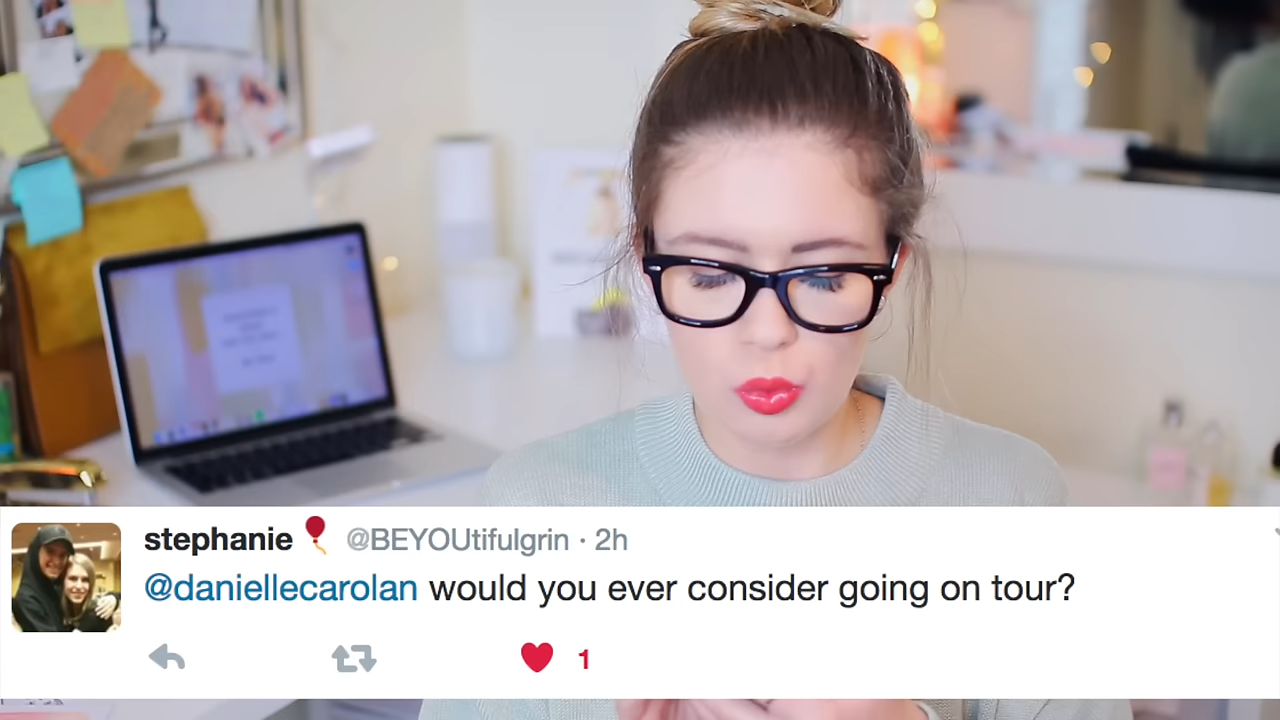 stephanie🎈 @BEYOUtifulgrin · 2h
@daniellecarolan would you ever consider going on tour?
1